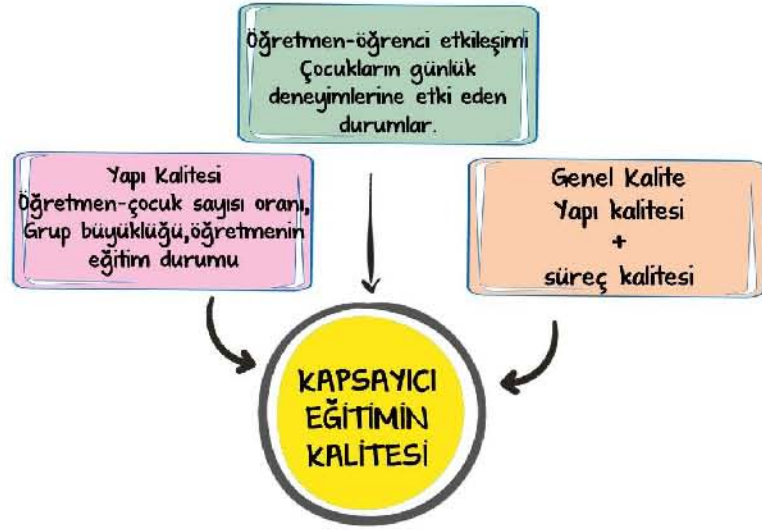 Öğretmen-öğrenci etkileşimi
Çocukların günlük
deneyimlerine etki eden
durumlar.
Yapı Kalitesi
Öğretmen-çocuk sayısı oranı,
Grup büyüklüğü,öğretmenin
eğitim durumu
Genel Kalite
Yapı kalitesi
+
süreç kalitesi
KAPSAYICI
EĞİTİMİN
KALİTESİ